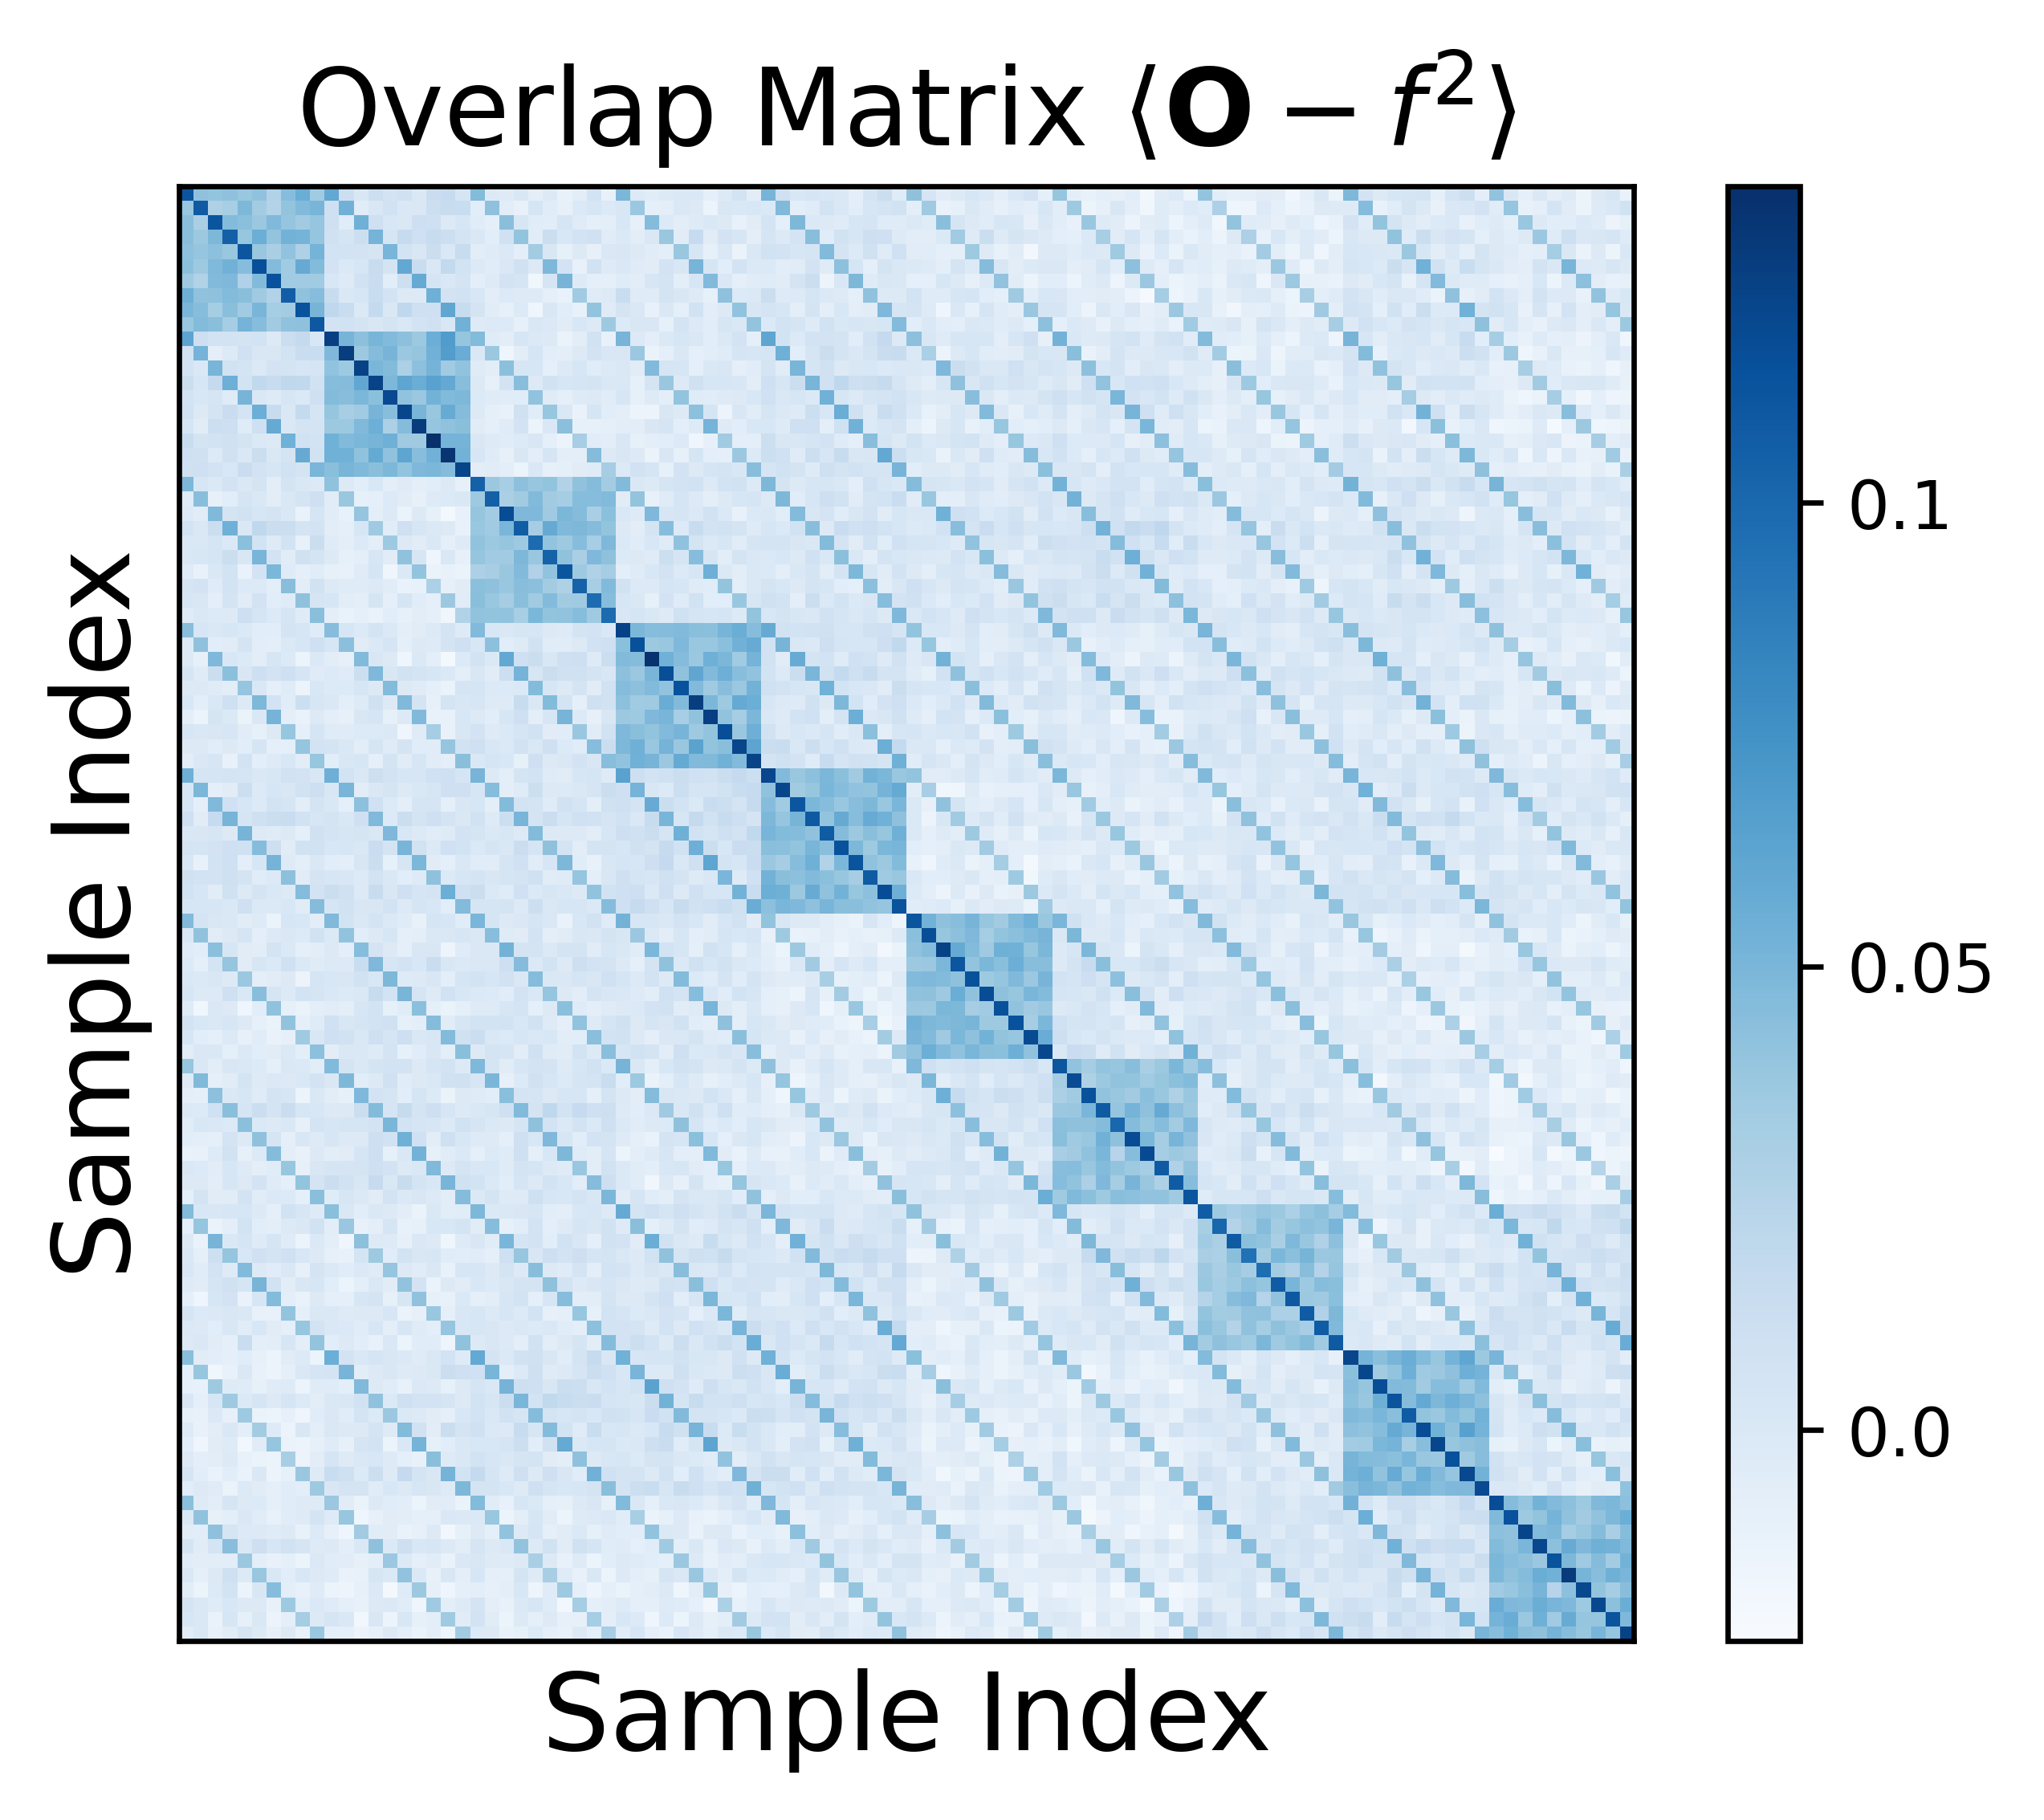 Overlap Matrix ⟨O − f²⟩
Sample Index
0.1
0.05
0.0
Sample Index